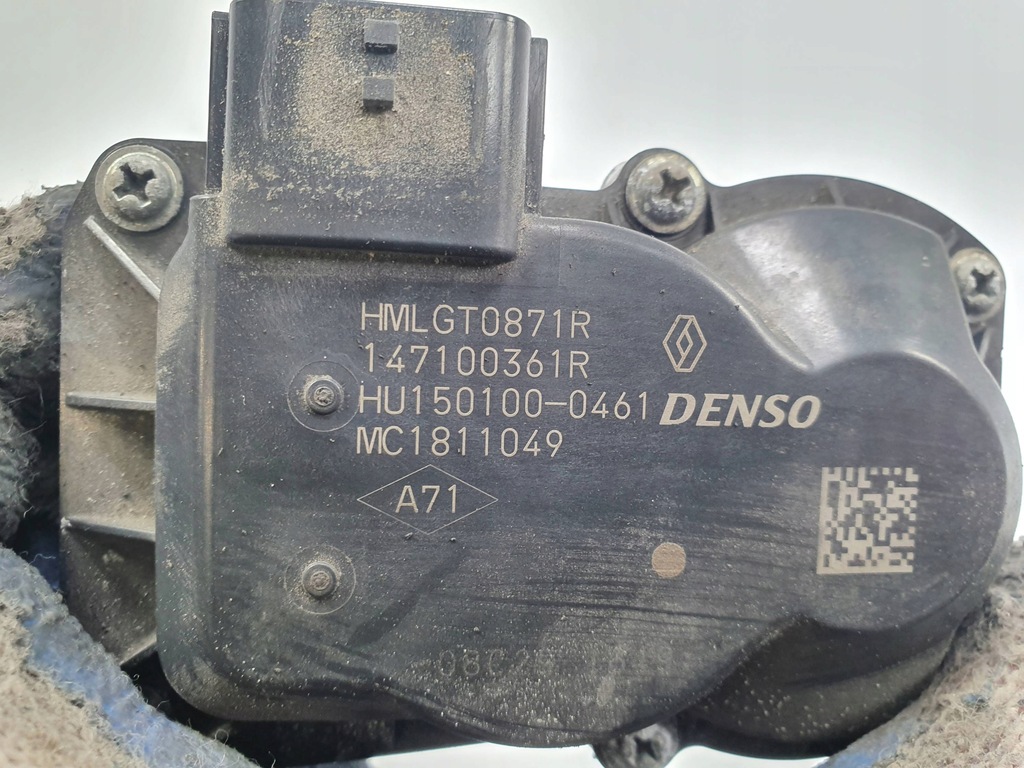 HMLGT0871R
147100361R
HU150100-0461 DENSO
MC1811049
A71